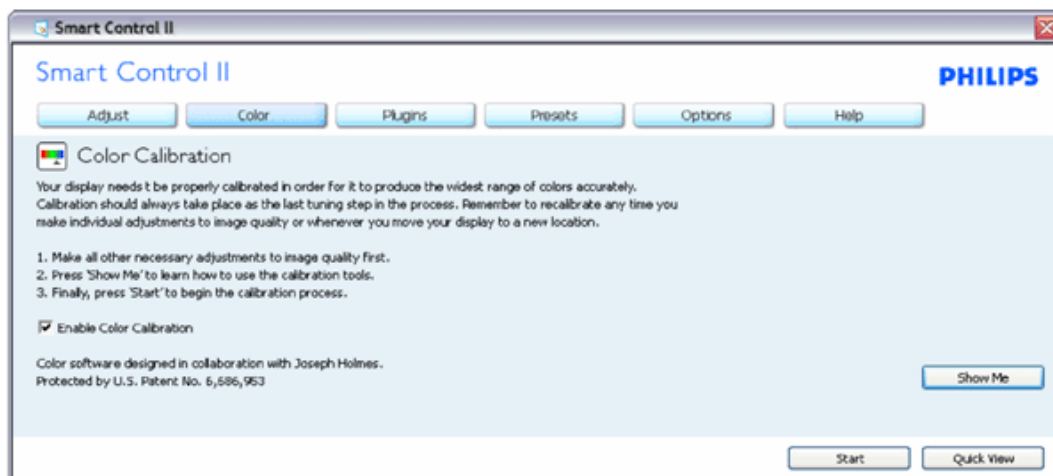 Smart Control II
Smart Control II
PHILIPS
Adjust
Color
Plugins
Presets
Options
Help
Color Calibration
Your display needs t be properly calibrated in order for it to produce the widest range of colors accurately.
Calibration should always take place as the last tuning step in the process. Remember to recalibrate any time you
make individual adjustments to image quality or whenever you move your display to a new location.
1. Make all other necessary adjustments to image quality first.
2. Press 'Show Me' to learn how to use the calibration tools.
3. Finally, press 'Start' to begin the calibration process.
Enable Color Calibration
Color software designed in collaboration with Joseph Holmes.
Protected by U.S. Patent No. 6,686,953
Show Me
Start
Quick View